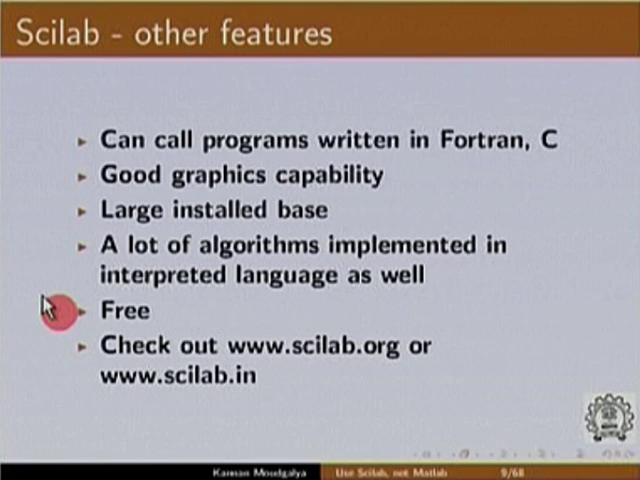 Scilab - other features
Can call programs written in Fortran, C
Good graphics capability
Large installed base
A lot of algorithms implemented in
interpreted language as well
Free
Check out www.scilab.org or
www.scilab.in
Kannan Moudgalya Use Scilab, not Matlab 9/68